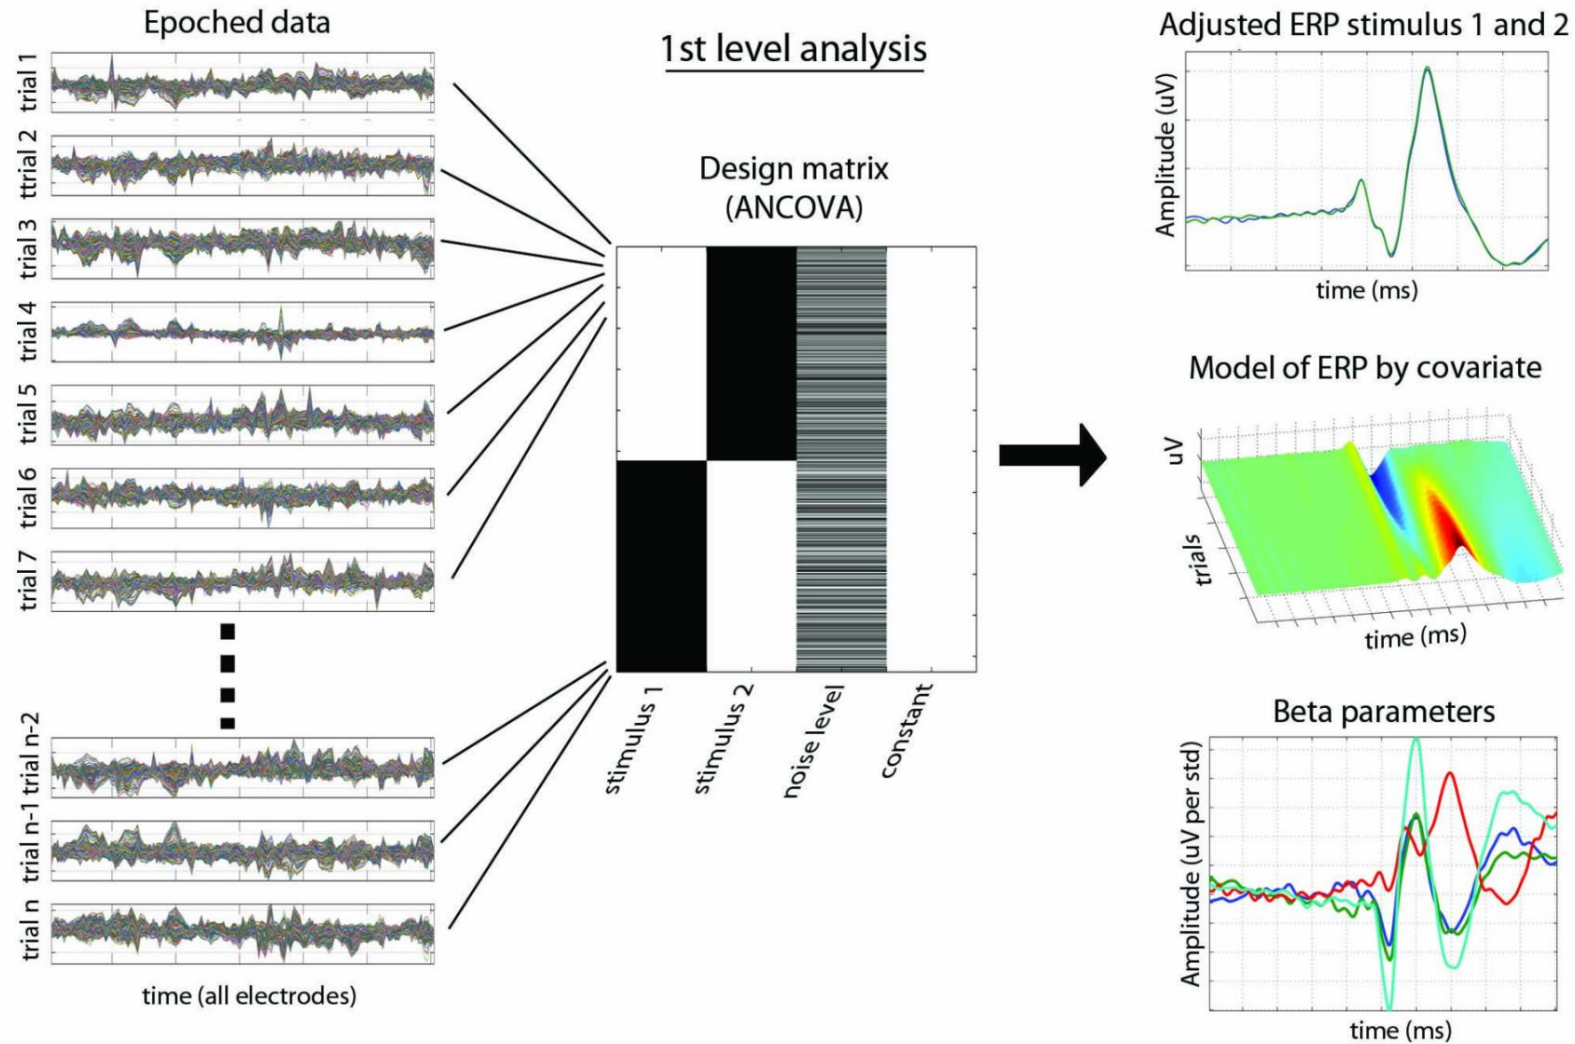 Epoched data
trial 1
ttrial 2
trial 3
trial 4
trial 5
trial 6
trial 7
trial n-2
trial n-1
trial n
time (all electrodes)
1st level analysis
Design matrix
(ANCOVA)
stimulus 1
stimulus 2
noise level
constant
Adjusted ERP stimulus 1 and 2
Amplitude (uV)
time (ms)
Model of ERP by covariate
uV
trials
time (ms)
Beta parameters
Amplitude (uV per std)
time (ms)